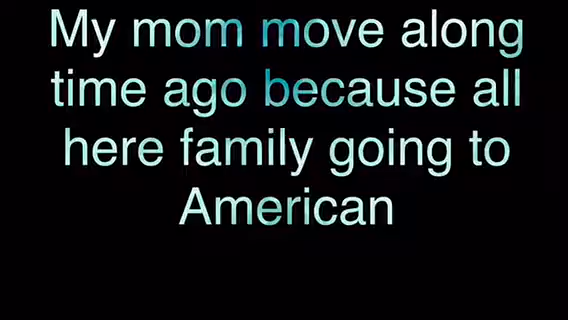 My mom move along
time ago because all
here family going to
American